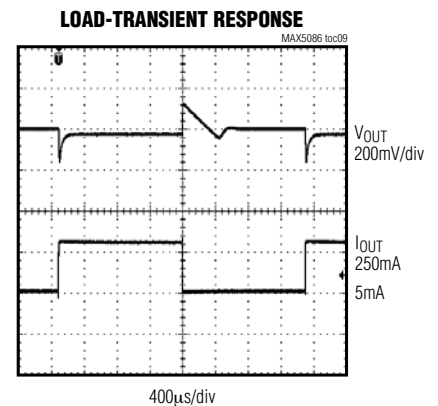 LOAD-TRANSIENT RESPONSE
MAX5086 toc09
VOUT
200mV/div
IOUT
250mA
5mA
400µs/div